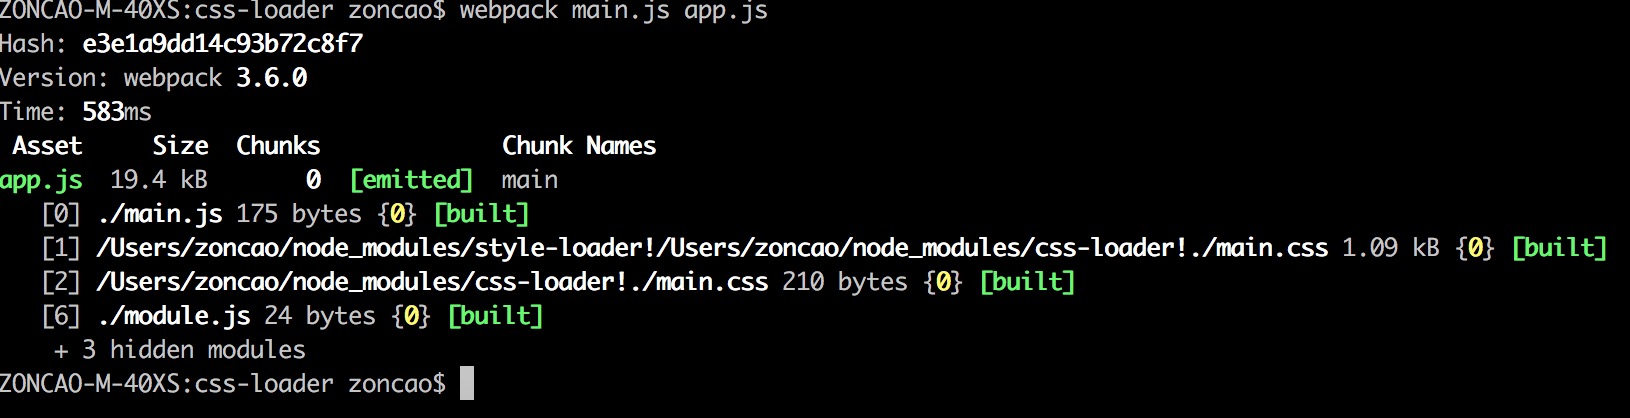 ZONCAO-M-40XS:css-loader zoncao$ webpack main.js app.js
Hash: e3e1a9dd14c93b72c8f7
Version: webpack 3.6.0
Time: 583ms
Asset Size Chunks Chunk Names
app.js 19.4 kB 0 [emitted] main
[0] ./main.js 175 bytes {0} [built]
[1] /Users/zoncao/node_modules/style-loader!/Users/zoncao/node_modules/css-loader!./main.css 1.09 kB {0} [built]
[2] /Users/zoncao/node_modules/css-loader!./main.css 210 bytes {0} [built]
[6] ./module.js 24 bytes {0} [built]
+ 3 hidden modules
ZONCAO-M-40XS:css-loader zoncao$